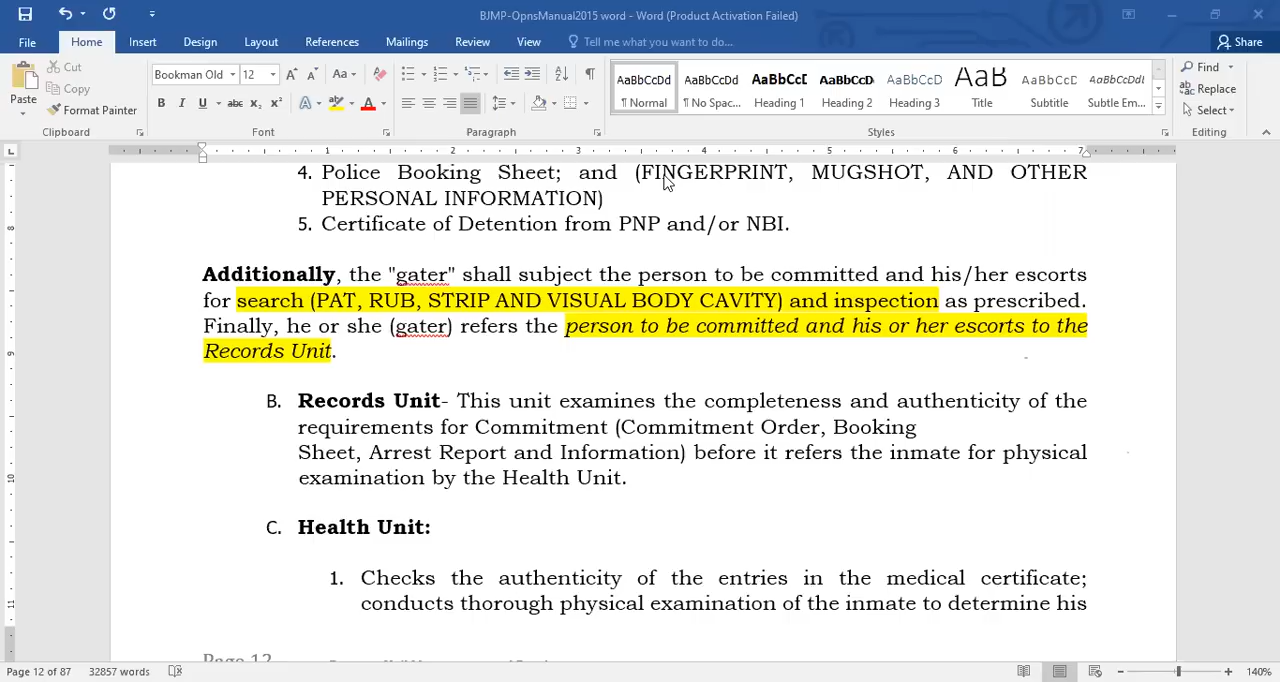 BJMP-OpnsManual2015 word - Word (Product Activation Failed)
File Home Insert Design Layout References Mailings Review View Tell me what you want to do... Share
Paste
Cut
Copy
Format Painter
Clipboard
Bookman Old 12
Font
Paragraph
AaBbCcDd AaBbCcDd AaBbCcI AaBbCcDd AaBbCcDd AaB AaBbCcD AaBbCcDdl
¶ Normal ¶ No Spac... Heading 1 Heading 2 Heading 3 Title Subtitle Subtle Em...
Styles
Find
Replace
Select
Editing
4. Police Booking Sheet; and (FINGERPRINT, MUGSHOT, AND OTHER
PERSONAL INFORMATION)
5. Certificate of Detention from PNP and/or NBI.
Additionally, the "gater" shall subject the person to be committed and his/her escorts
for search (PAT, RUB, STRIP AND VISUAL BODY CAVITY) and inspection as prescribed.
Finally, he or she (gater) refers the person to be committed and his or her escorts to the
Records Unit.
B. Records Unit- This unit examines the completeness and authenticity of the
requirements for Commitment (Commitment Order, Booking
Sheet, Arrest Report and Information) before it refers the inmate for physical
examination by the Health Unit.
C. Health Unit:
1. Checks the authenticity of the entries in the medical certificate;
conducts thorough physical examination of the inmate to determine his
Page 12
Page 12 of 87 32857 words 140%